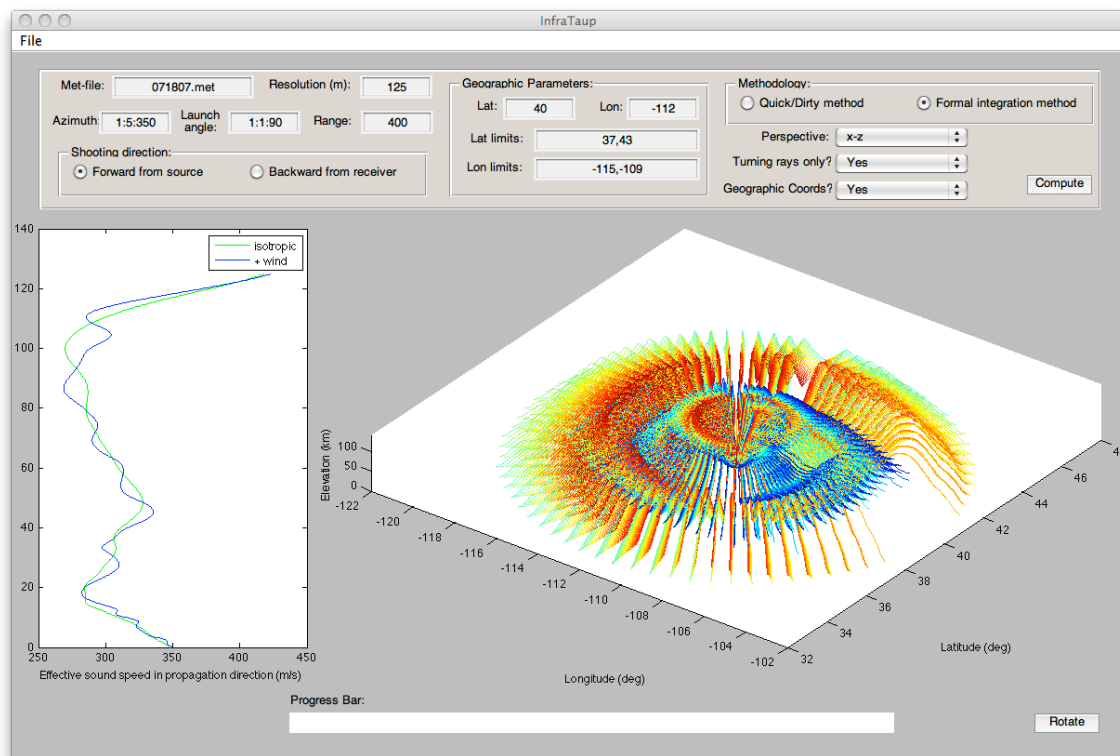 InfraTaup
File
Met-file: 071807.met Resolution (m): 125
Azimuth: 1:5:350 Launch angle: 1:1:90 Range: 400
Shooting direction:
Forward from source Backward from receiver
Geographic Parameters:
Lat: 40 Lon: -112
Lat limits: 37,43
Lon limits: -115,-109
Methodology:
Quick/Dirty method Formal integration method
Perspective: x-z
Turning rays only? Yes
Geographic Coords? Yes
Compute
140
120
100
80
60
40
20
0
250 300 350 400 450
Effective sound speed in propagation direction (m/s)
isotropic
+ wind
Elevation (km)
100
50
0
-122
-120
-118
-116
-114
-112
-110
-108
-106
-104
-102
Longitude (deg)
32
34
36
38
40
42
44
46
Latitude (deg)
Progress Bar:
Rotate